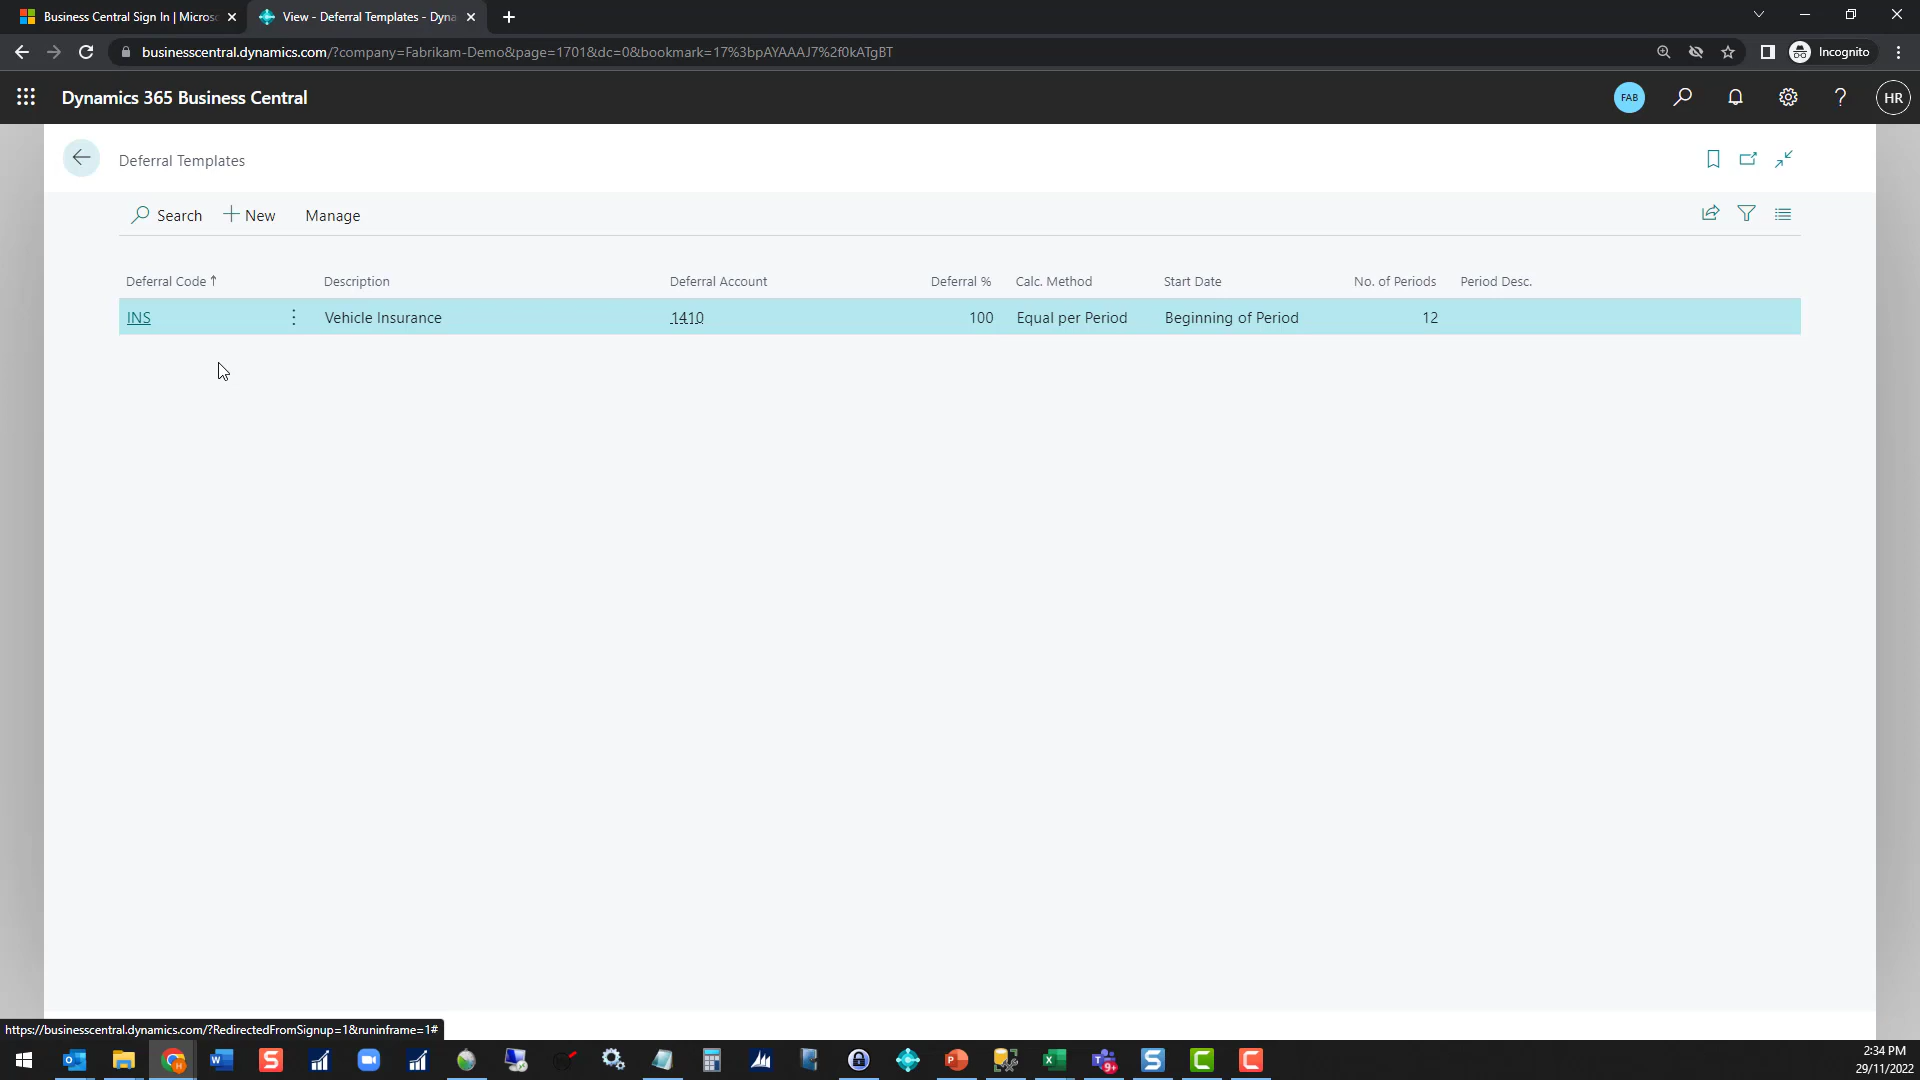 Business Central Sign In | Micros
View - Deferral Templates - Dyna
businesscentral.dynamics.com/?company=Fabrikam-Demo&page=1701&dc=0&bookmark=17%3bpAYAAAJ7%2f0kATgBT
Incognito
Dynamics 365 Business Central
FAB
?
HR
Deferral Templates
Search
New
Manage
Deferral Code ↑ Description Deferral Account Deferral % Calc. Method Start Date No. of Periods Period Desc.
INS Vehicle Insurance 1410 100 Equal per Period Beginning of Period 12
https://businesscentral.dynamics.com/?RedirectedFromSignup=1&runinframe=1#
9+
2:34 PM
29/11/2022